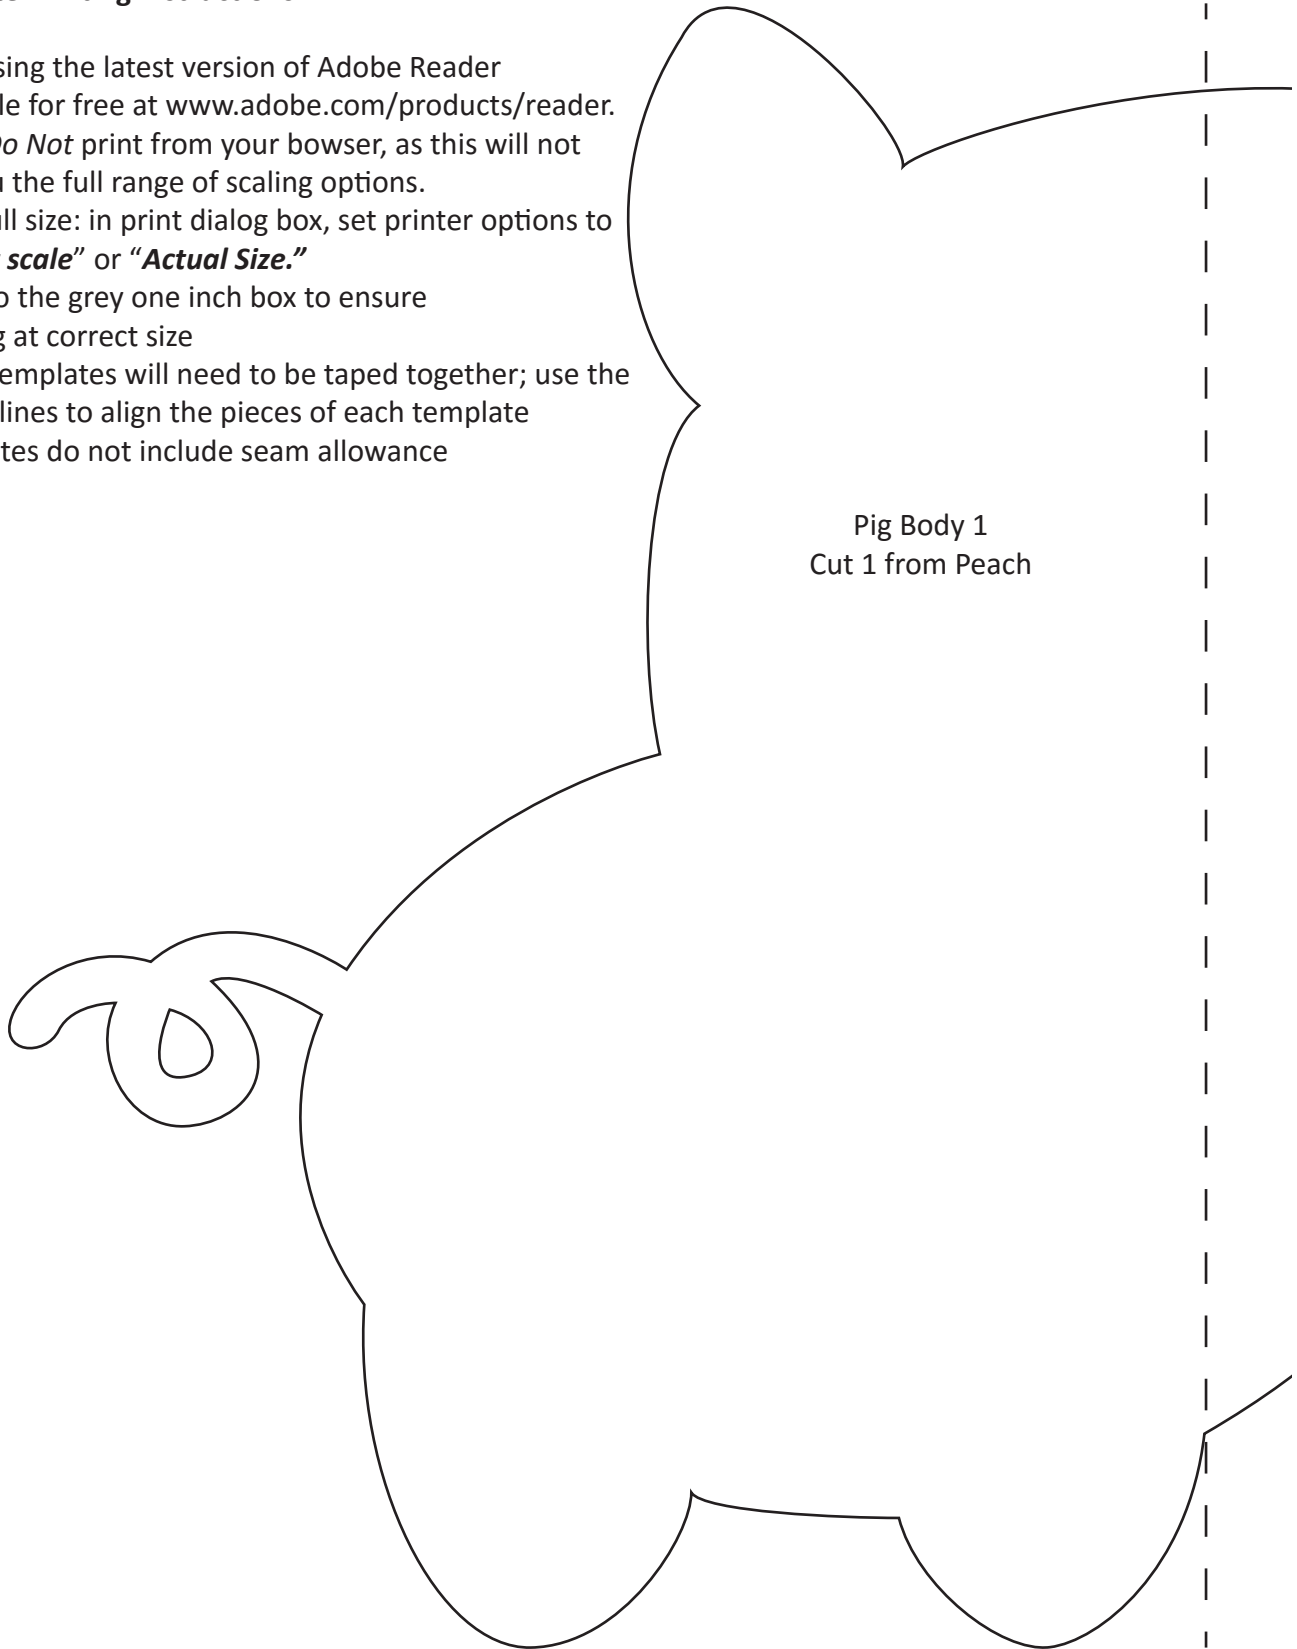 sing the latest version of Adobe Reader
le for free at www.adobe.com/products/reader.
Do Not print from your bowser, as this will not
u the full range of scaling options.
ull size: in print dialog box, set printer options to
scale” or “Actual Size.”
o the grey one inch box to ensure
g at correct size
emplates will need to be taped together; use the
lines to align the pieces of each template
tes do not include seam allowance
Pig Body 1
Cut 1 from Peach